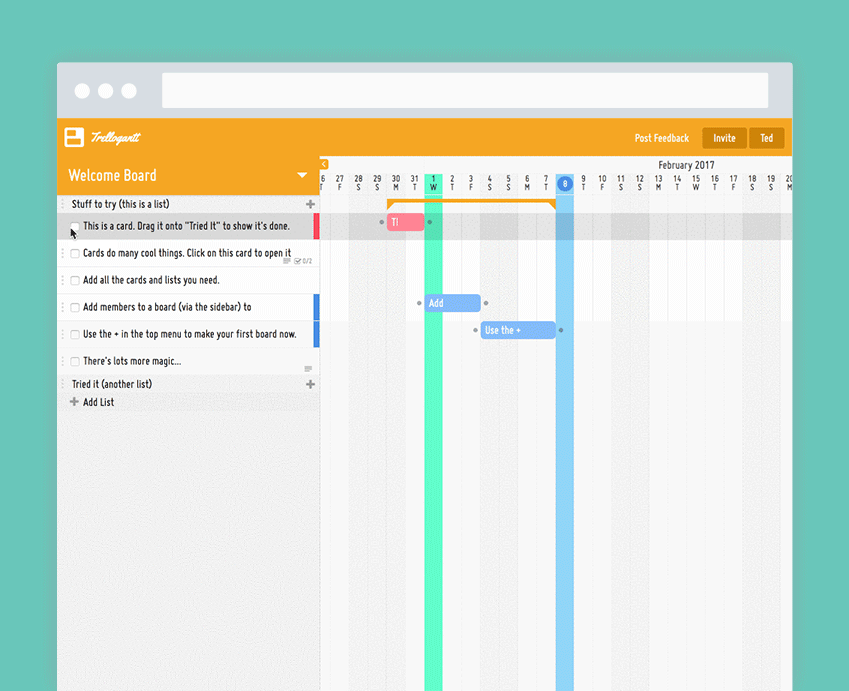 Trellogantt
Post Feedback
Invite
Ted
Welcome Board
February 2017
6 27 28 29 30 31 1 2 3 4 5 6 7 8 9 10 11 12 13 14 15 16 17 18 19 20
T F S S M T W T F S S M T T F S S M T W T F S S M
Stuff to try (this is a list)
This is a card. Drag it onto "Tried It" to show it's done.
Th
Cards do many cool things. Click on this card to open it
0/2
Add all the cards and lists you need.
Add members to a board (via the sidebar) to
Add
Use the + in the top menu to make your first board now.
Use the +
There's lots more magic...
Tried it (another list)
Add List